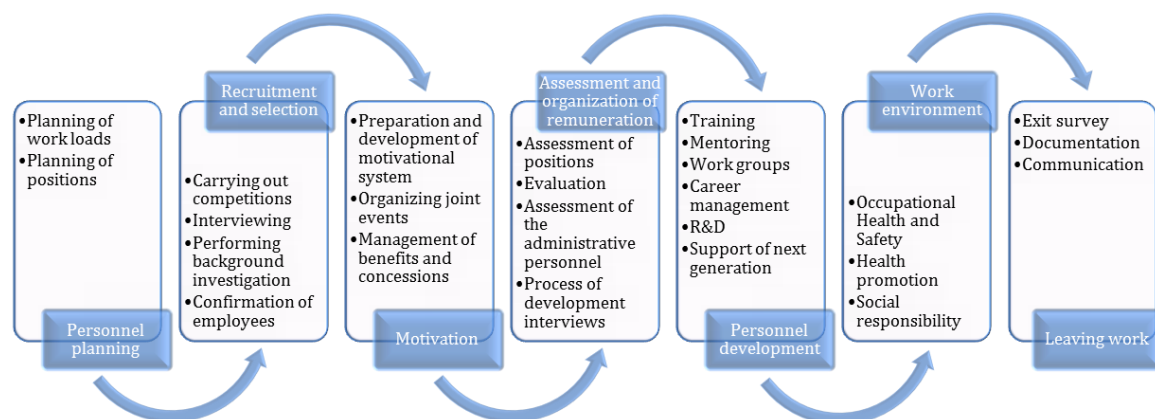 •Planning of
work loads
•Planning of
positions
Personnel
planning
Recruitment
and selection
•Carrying out
competitions
•Interviewing
•Performing
background
investigation
•Confirmation of
employees
•Preparation and
development of
motivational
system
•Organizing joint
events
•Management of
benefits and
concessions
Motivation
Assessment and
organization of
remuneration
•Assessment of
positions
•Evaluation
•Assessment of
the
administrative
personnel
•Process of
development
interviews
•Training
•Mentoring
•Work groups
•Career
management
•R&D
•Support of next
generation
Personnel
development
Work
environment
•Occupational
Health and
Safety
•Health
promotion
•Social
responsibility
•Exit survey
•Documentation
•Communication
Leaving work